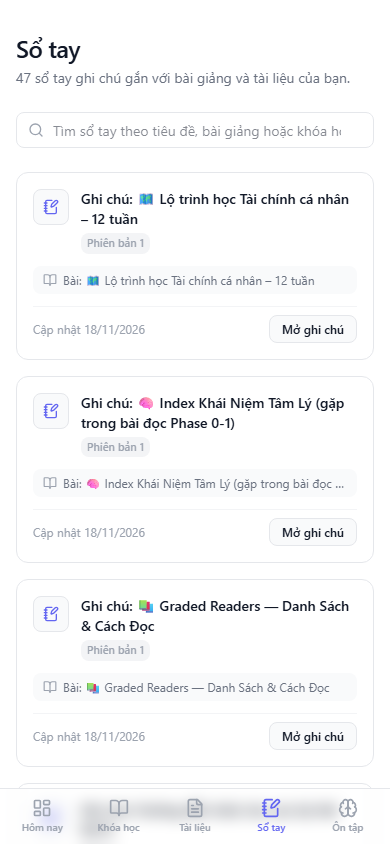 Sổ tay
47 sổ tay ghi chú gắn với bài giảng và tài liệu của bạn.
Tìm sổ tay theo tiêu đề, bài giảng hoặc khóa h
Ghi chú: 🗺️ Lộ trình học Tài chính cá nhân
– 12 tuần
Phiên bản 1
Bài: 🗺️ Lộ trình học Tài chính cá nhân – 12 tuần
Cập nhật 18/11/2026
Mở ghi chú
Ghi chú: 🧠 Index Khái Niệm Tâm Lý (gặp
trong bài đọc Phase 0-1)
Phiên bản 1
Bài: 🧠 Index Khái Niệm Tâm Lý (gặp trong bài đọc ...
Cập nhật 18/11/2026
Mở ghi chú
Ghi chú: 📚 Graded Readers — Danh Sách
& Cách Đọc
Phiên bản 1
Bài: 📚 Graded Readers — Danh Sách & Cách Đọc
Cập nhật 18/11/2026
Mở ghi chú
Hôm nay
Khóa học
Tài liệu
Sổ tay
Ôn tập